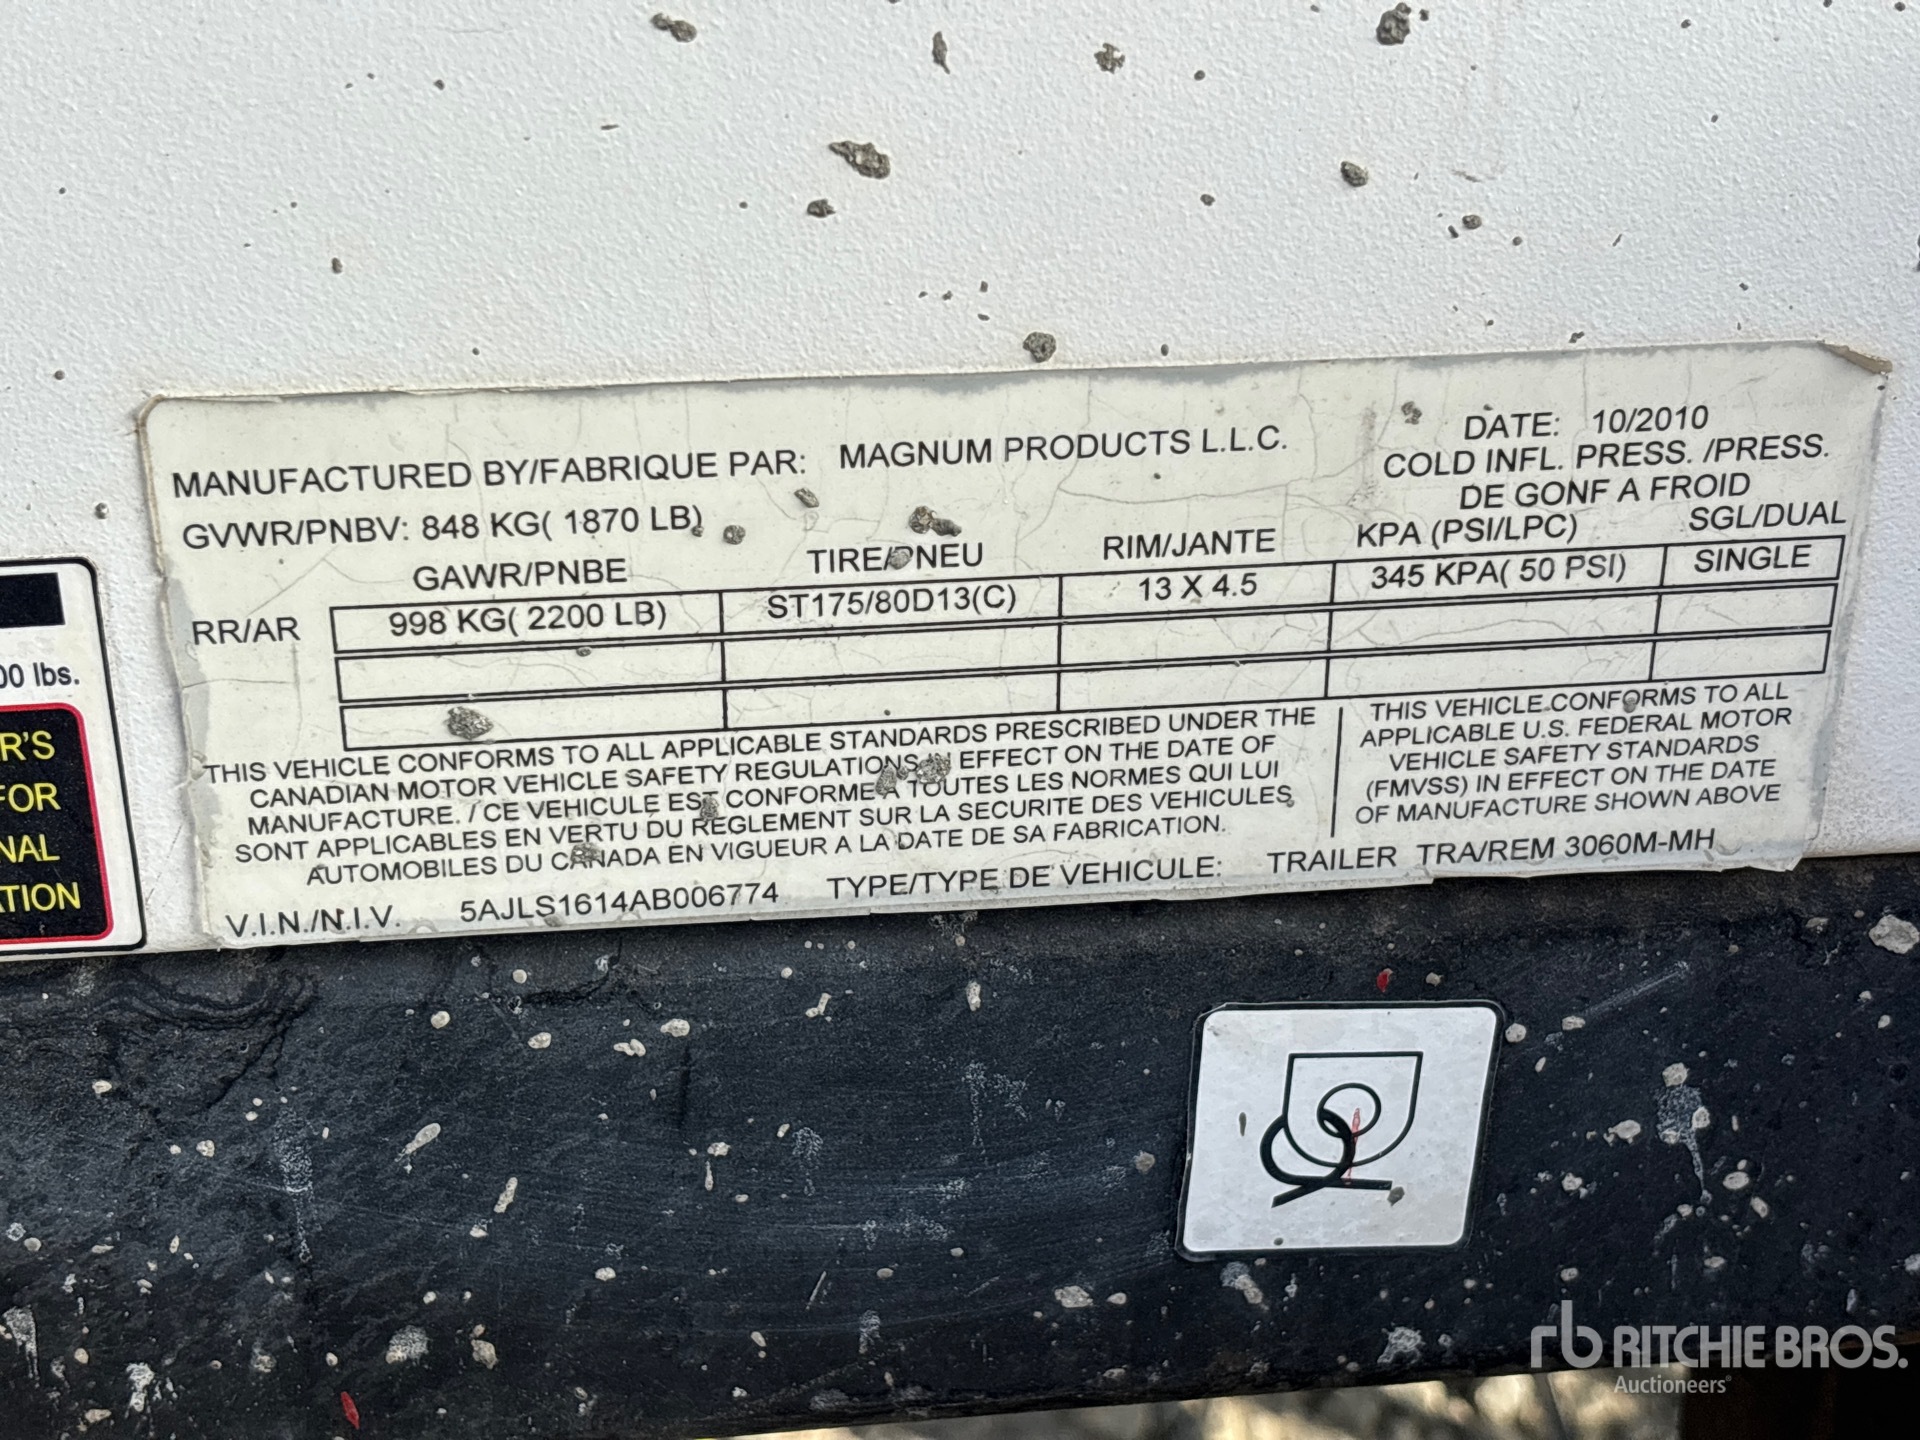 MANUFACTURED BY/FABRIQUE PAR: MAGNUM PRODUCTS L.L.C.
DATE: 10/2010
COLD INFL. PRESS. /PRESS.
DE GONF A FROID
GVWR/PNBV: 848 KG( 1870 LB)
GAWR/PNBE TIRE/PNEU RIM/JANTE KPA (PSI/LPC) SGL/DUAL
RR/AR 998 KG( 2200 LB) ST175/80D13(C) 13 X 4.5 345 KPA( 50 PSI) SINGLE
THIS VEHICLE CONFORMS TO ALL APPLICABLE STANDARDS PRESCRIBED UNDER THE
CANADIAN MOTOR VEHICLE SAFETY REGULATIONS IN EFFECT ON THE DATE OF
MANUFACTURE. / CE VEHICULE EST CONFORME A TOUTES LES NORMES QUI LUI
SONT APPLICABLES EN VERTU DU REGLEMENT SUR LA SECURITE DES VEHICULES
AUTOMOBILES DU CANADA EN VIGUEUR A LA DATE DE SA FABRICATION.
THIS VEHICLE CONFORMS TO ALL
APPLICABLE U.S. FEDERAL MOTOR
VEHICLE SAFETY STANDARDS
(FMVSS) IN EFFECT ON THE DATE
OF MANUFACTURE SHOWN ABOVE
V.I.N./N.I.V. 5AJLS1614AB006774 TYPE/TYPE DE VEHICULE: TRAILER TRA/REM 3060M-MH
00 lbs.
R'S
FOR
NAL
ATION
rb RITCHIE BROS.
Auctioneers